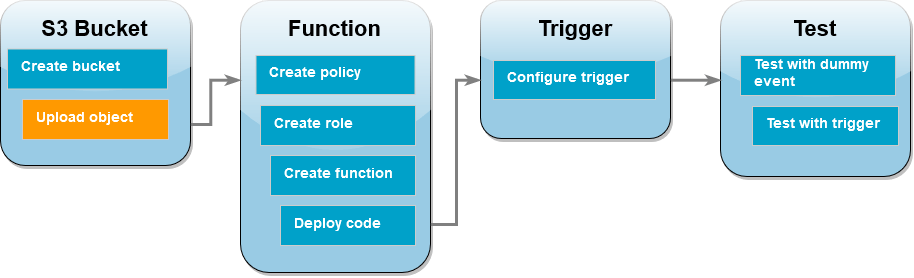 S3 Bucket
Create bucket
Upload object
Function
Create policy
Create role
Create function
Deploy code
Trigger
Configure trigger
Test
Test with dummy
event
Test with trigger